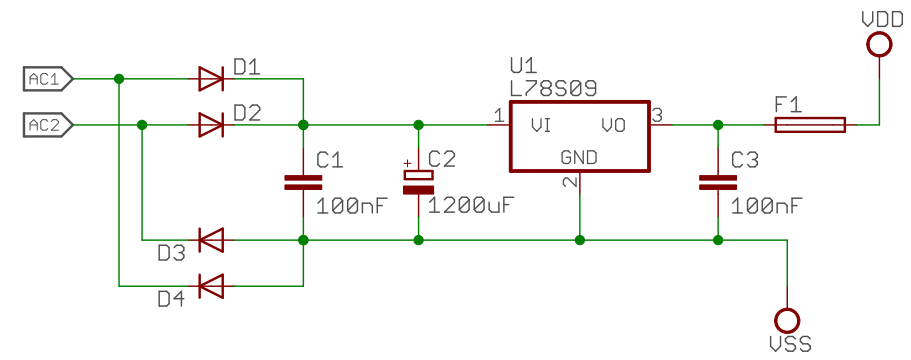 VDD
AC1
D1
U1
L78S09
AC2
D2
1
VI
VO
3
F1
GND
C1
C2
+
2
C3
100nF
1200uF
100nF
D3
D4
VSS